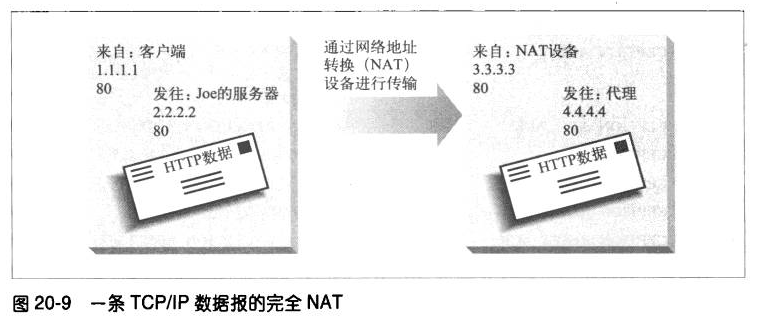 来自：客户端
1.1.1.1
80
发往：Joe的服务器
2.2.2.2
80
HTTP数据
通过网络地址
转换（NAT）
设备进行传输
来自：NAT设备
3.3.3.3
80
发往：代理
4.4.4.4
80
HTTP数据
图 20-9 一条 TCP/IP 数据报的完全 NAT